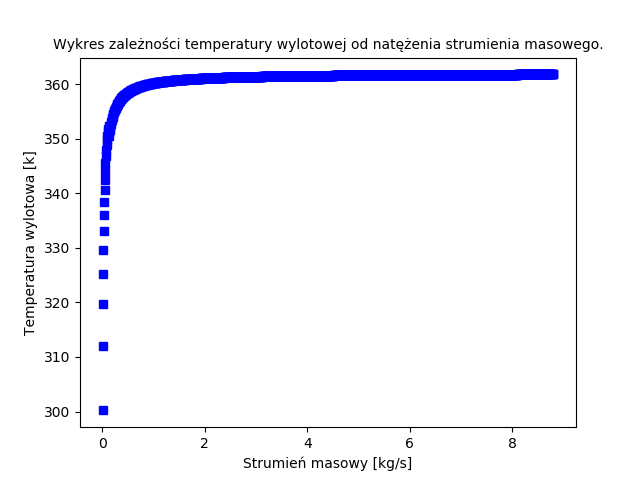 Wykres zależności temperatury wylotowej od natężenia strumienia masowego.
360
350
340
330
320
310
300
Temperatura wylotowa [k]
0 2 4 6 8
Strumień masowy [kg/s]